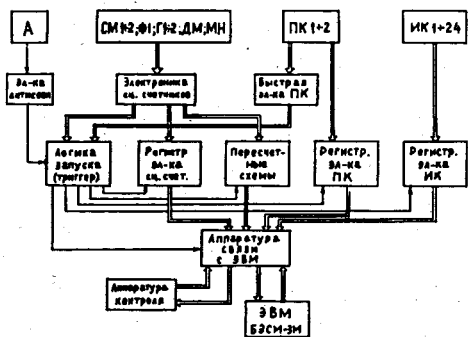 А
СМ1÷2;Ф1;Г1÷2;ДМ;МН
ПК 1÷2
ИК 1÷24
Эл-ка
антисовп.
Электроника
сц. счетчиков
Быстрая
эл-ка ПК
Логика
запуска
(триггер)
Регистр
эл-ка
сц. счет.
Пересчет-
ные
схемы
Регистр.
эл-ка
ПК
Регистр.
эл-ка
ИК
Аппаратура
связи
с ЭВМ
Аппаратура
контроля
ЭВМ
БЭСМ-3М